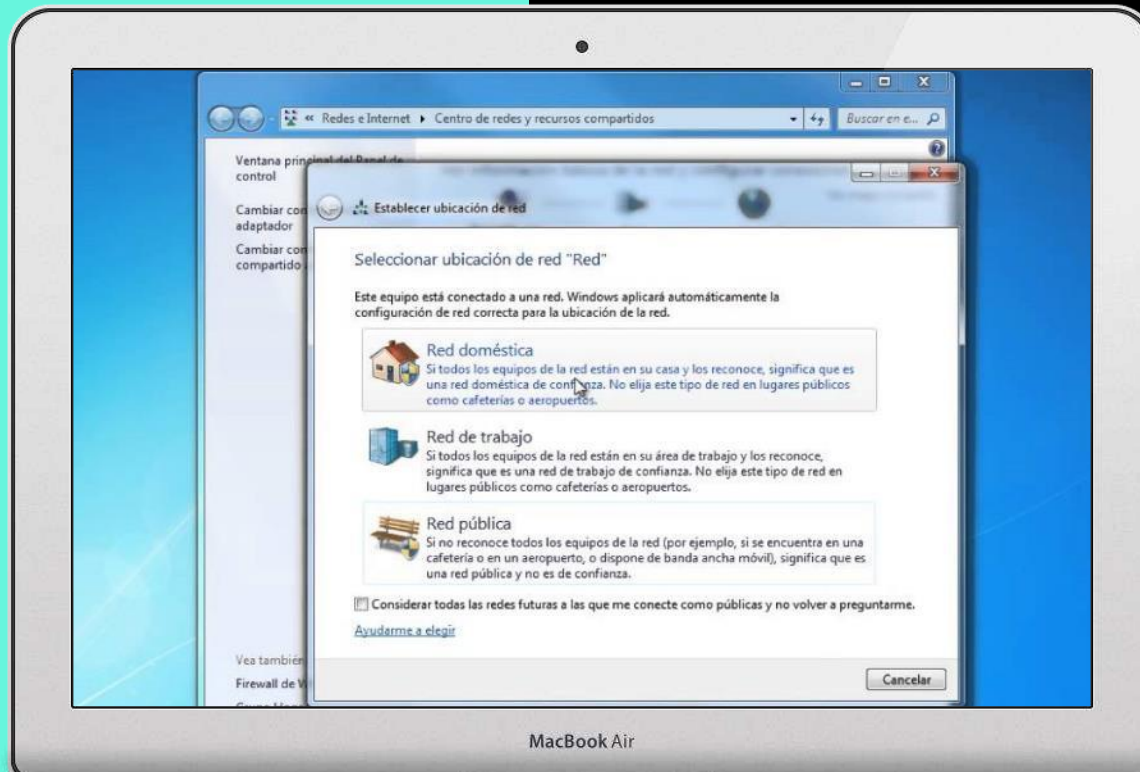 « Redes e Internet ▸ Centro de redes y recursos compartidos
Buscar en e...
Ventana principal del Panel de
control
Cambiar con
adaptador
Cambiar con
compartido
Establecer ubicación de red
Seleccionar ubicación de red "Red"
Este equipo está conectado a una red. Windows aplicará automáticamente la
configuración de red correcta para la ubicación de la red.
Red doméstica
Si todos los equipos de la red están en su casa y los reconoce, significa que es
una red doméstica de confianza. No elija este tipo de red en lugares públicos
como cafeterías o aeropuertos.
Red de trabajo
Si todos los equipos de la red están en su área de trabajo y los reconoce,
significa que es una red de trabajo de confianza. No elija este tipo de red en
lugares públicos como cafeterías o aeropuertos.
Red pública
Si no reconoce todos los equipos de la red (por ejemplo, si se encuentra en una
cafetería o en un aeropuerto, o dispone de banda ancha móvil), significa que es
una red pública y no es de confianza.
Considerar todas las redes futuras a las que me conecte como públicas y no volver a preguntarme.
Ayudarme a elegir
Vea también
Firewall de W
Cancelar
MacBook Air